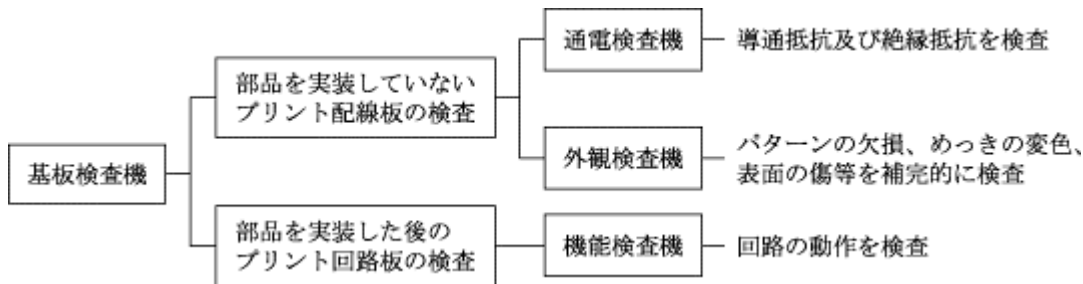 基板検査機
部品を実装していない
プリント配線板の検査
通電検査機
導通抵抗及び絶縁抵抗を検査
外観検査機
パターンの欠損、めっきの変色、
表面の傷等を補完的に検査
部品を実装した後の
プリント回路板の検査
機能検査機
回路の動作を検査